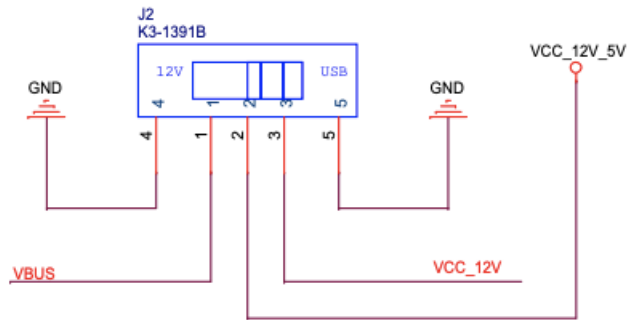 J2
K3-1391B
VCC_12V_5V
12V
USB
GND
GND
4
1
2
3
5
4
1
2
3
5
VBUS
VCC_12V